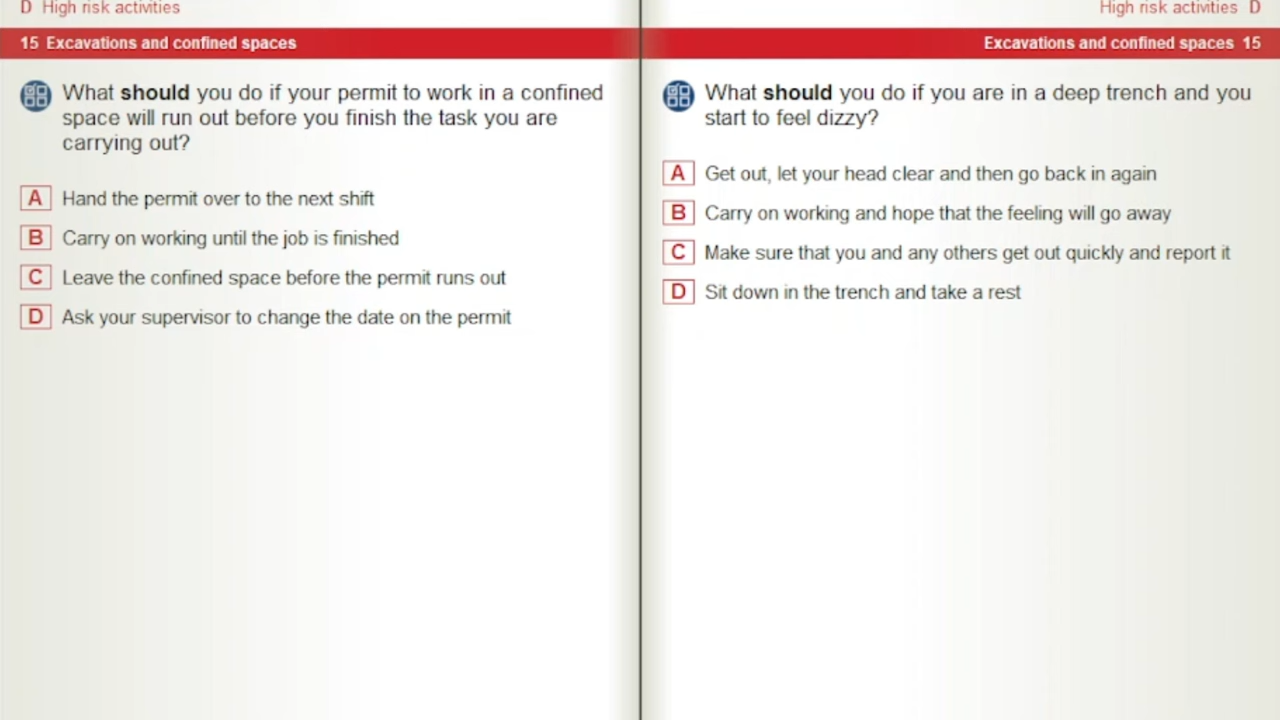 D High risk activities
15 Excavations and confined spaces
What should you do if your permit to work in a confined
space will run out before you finish the task you are
carrying out?
A Hand the permit over to the next shift
B Carry on working until the job is finished
C Leave the confined space before the permit runs out
D Ask your supervisor to change the date on the permit
High risk activities D
Excavations and confined spaces 15
What should you do if you are in a deep trench and you
start to feel dizzy?
A Get out, let your head clear and then go back in again
B Carry on working and hope that the feeling will go away
C Make sure that you and any others get out quickly and report it
D Sit down in the trench and take a rest